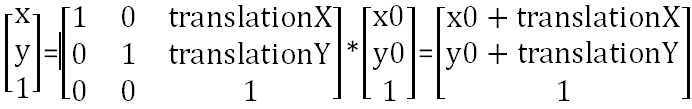 x 1 0 translationX x0 x0 + translationX
y = 0 1 translationY * y0 = y0 + translationY
1 0 0 1 1 1